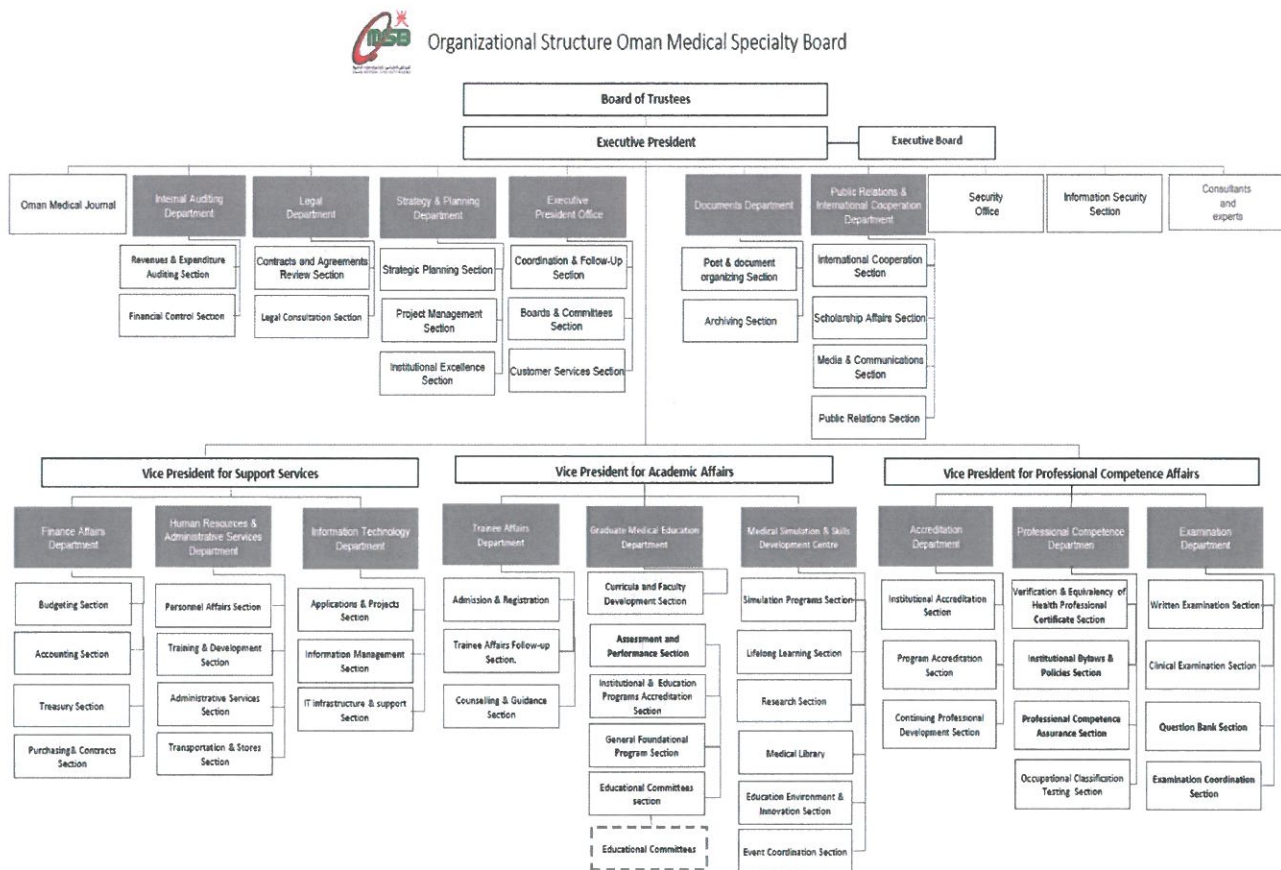 OMSB
Organizational Structure Oman Medical Specialty Board
Board of Trustees
Executive President
Executive Board
Oman Medical Journal
Internal Auditing
Department
Revenues & Expenditure
Auditing Section
Financial Control Section
Legal
Department
Contracts and Agreements
Review Section
Legal Consultation Section
Strategy & Planning
Department
Strategic Planning Section
Project Management
Section
Institutional Excellence
Section
Executive
President Office
Coordination & Follow-Up
Section
Boards & Committees
Section
Customer Services Section
Documents Department
Post & document
organizing Section
Archiving Section
Public Relations &
International Cooperation
Department
International Cooperation
Section
Scholarship Affairs Section
Media & Communications
Section
Public Relations Section
Security
Office
Information Security
Section
Consultants
and
experts
Vice President for Support Services
Finance Affairs
Department
Budgeting Section
Accounting Section
Treasury Section
Purchasing& Contracts
Section
Human Resources &
Administrative Services
Department
Personnel Affairs Section
Training & Development
Section
Administrative Services
Section
Transportation & Stores
Section
Information Technology
Department
Applications & Projects
Section
Information Management
Section
IT infrastructure & support
Section
Vice President for Academic Affairs
Trainee Affairs
Department
Admission & Registration
Trainee Affairs Follow-up
Section.
Counselling & Guidance
Section
Graduate Medical Education
Department
Curricula and Faculty
Development Section
Assessment and
Performance Section
Institutional & Education
Programs Accreditation
Section
General Foundational
Program Section
Educational Committees
section
Educational Committees
Medical Simulation & Skills
Development Centre
Simulation Programs Section
Lifelong Learning Section
Research Section
Medical Library
Education Environment &
Innovation Section
Event Coordination Section
Vice President for Professional Competence Affairs
Accreditation
Department
Institutional Accreditation
Section
Program Accreditation
Section
Continuing Professional
Development Section
Professional Competence
Departmen
Verification & Equivalency of
Health Professional
Certificate Section
Institutional Bylaws &
Policies Section
Professional Competence
Assurance Section
Occupational Classification
Testing Section
Examination
Department
Written Examination Section
Clinical Examination Section
Question Bank Section
Examination Coordination
Section